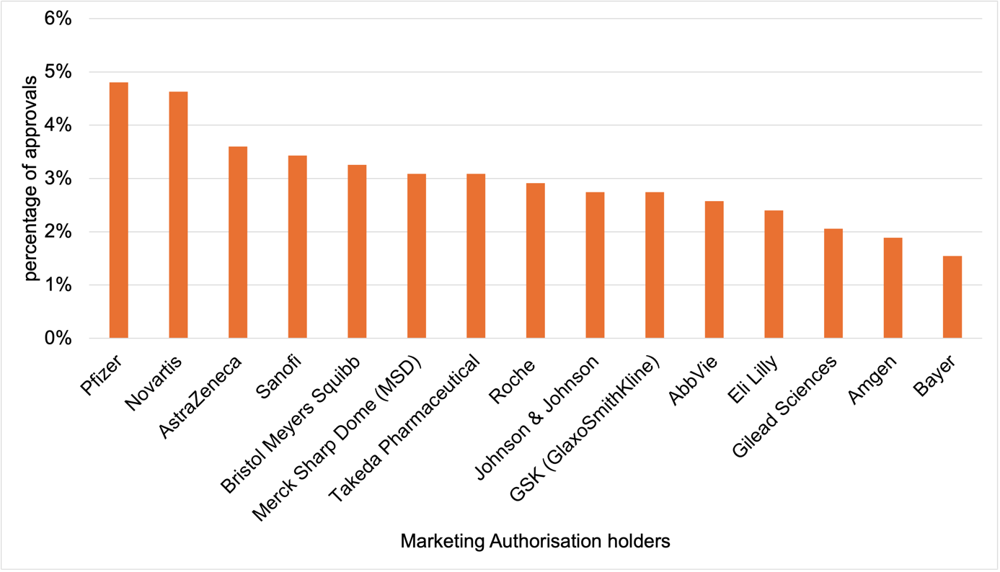 6%
5%
4%
3%
2%
1%
0%
percentage of approvals
Pfizer
Novartis
AstraZeneca
Sanofi
Bristol Meyers Squibb
Merck Sharp Dome (MSD)
Takeda Pharmaceutical
Roche
Johnson & Johnson
GSK (GlaxoSmithKline)
AbbVie
Eli Lilly
Gilead Sciences
Amgen
Bayer
Marketing Authorisation holders